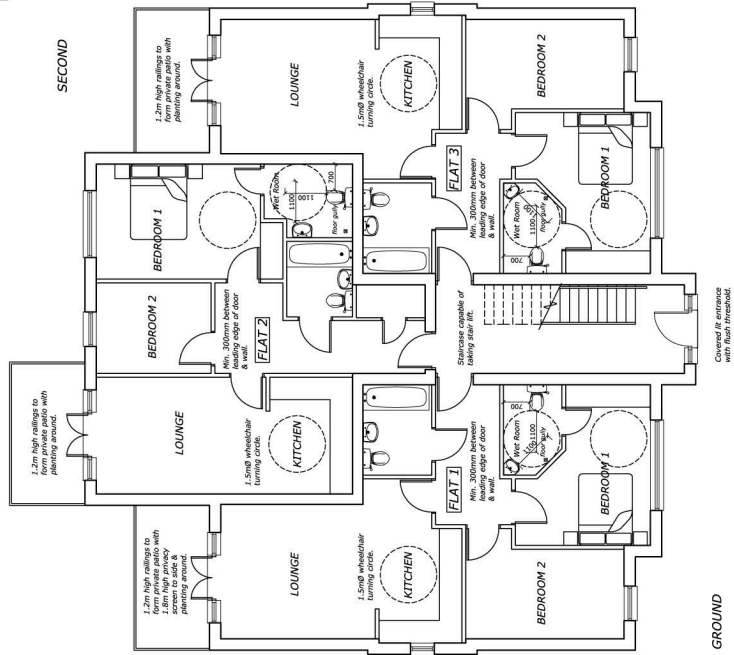 SECOND
1.2m high railings to
form private patio with
planting around.
LOUNGE
1.5mØ wheelchair
turning circle.
KITCHEN
BEDROOM 2
FLAT 3
Min. 300mm between
leading edge of door
& wall.
BEDROOM 1
Wet Room
1100
700
floor gully
BEDROOM 1
Wet Room
1100
1100
700
floor gully
BEDROOM 2
Min. 300mm between
leading edge of door
& wall.
FLAT 2
Staircase capable of
taking stair lift.
Covered lit entrance
with flush threshold.
1.2m high railings to
form private patio with
planting around.
LOUNGE
1.5mØ wheelchair
turning circle.
KITCHEN
FLAT 1
Min. 300mm between
leading edge of door
& wall.
Wet Room
700
1100
1100
floor gully
BEDROOM 1
1.2m high railings to
form private patio with
1.8m high privacy
screen to side &
planting around.
LOUNGE
1.5mØ wheelchair
turning circle.
KITCHEN
BEDROOM 2
GROUND